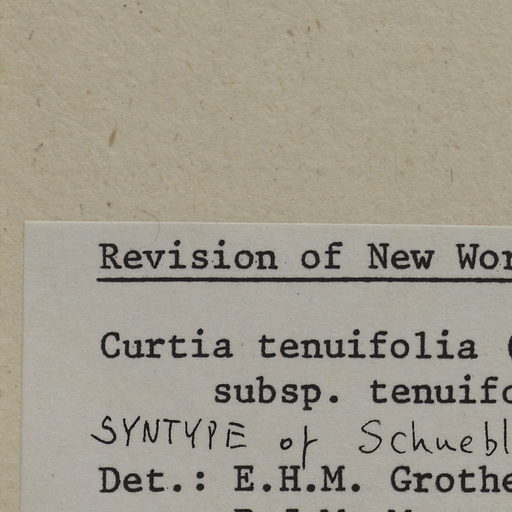 Revision of New Wor
Curtia tenuifolia (
subsp. tenuifo
SYNTYPE of Schuebl
Det.: E.H.M. Grothe